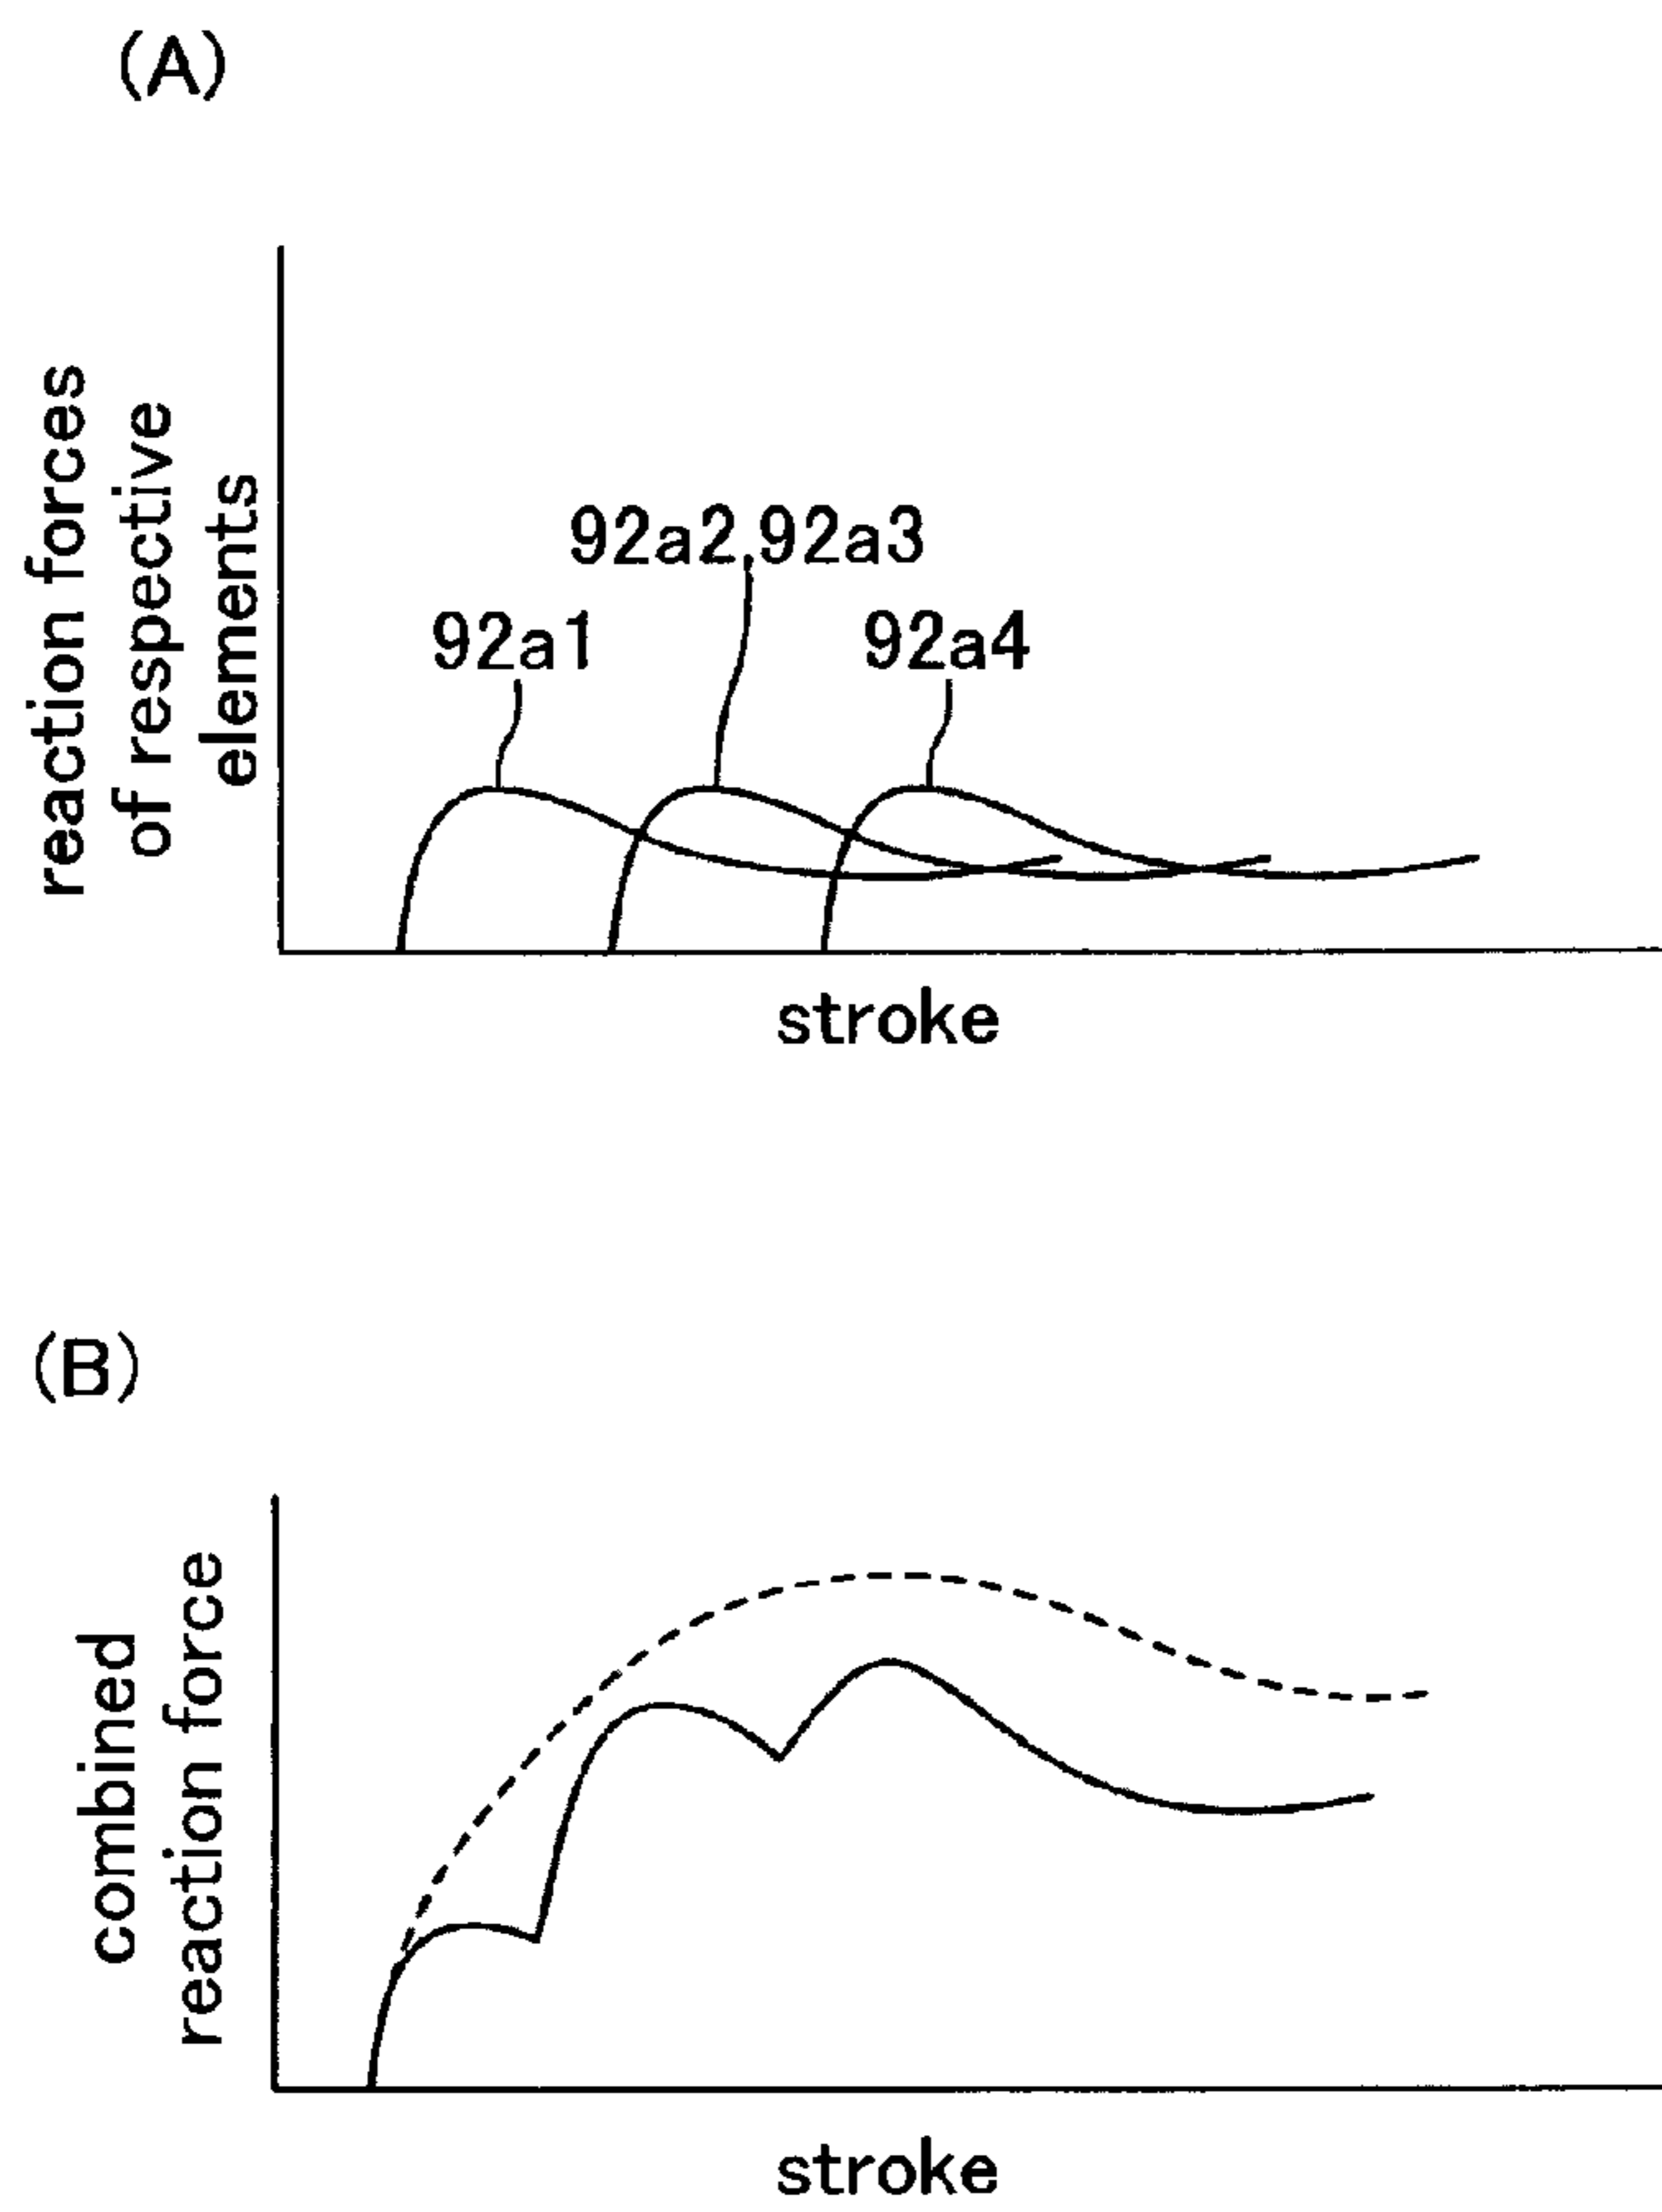 (A)
reaction forces
of respective
elements
92a2,92a3
92a1
92a4
stroke
(B)
combined
reaction force
stroke